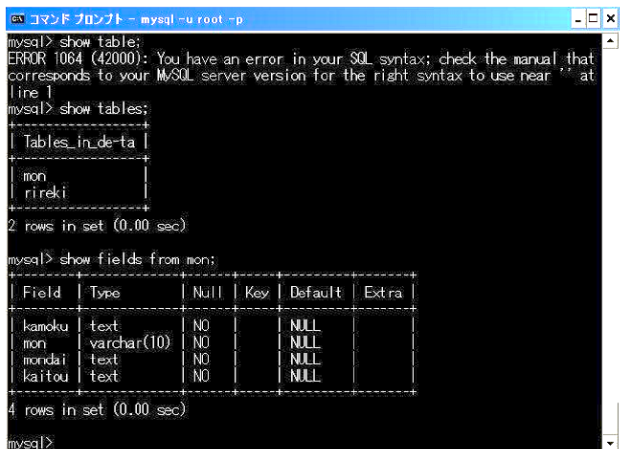 コマンド プロンプト - mysql -u root -p
mysql> show table;
ERROR 1064 (42000): You have an error in your SQL syntax; check the manual that
corresponds to your MySQL server version for the right syntax to use near '' at
line 1
mysql> show tables;
+----------------+
| Tables_in_de-ta |
+----------------+
| mon |
| rireki |
+----------------+
2 rows in set (0.00 sec)
mysql> show fields from mon;
+--------+-------------+------+-----+---------+-------+
| Field | Type | Null | Key | Default | Extra |
+--------+-------------+------+-----+---------+-------+
| kamoku | text | NO | | NULL | |
| mon | varchar(10) | NO | | NULL | |
| mondai | text | NO | | NULL | |
| kaitou | text | NO | | NULL | |
+--------+-------------+------+-----+---------+-------+
4 rows in set (0.00 sec)
mysql>